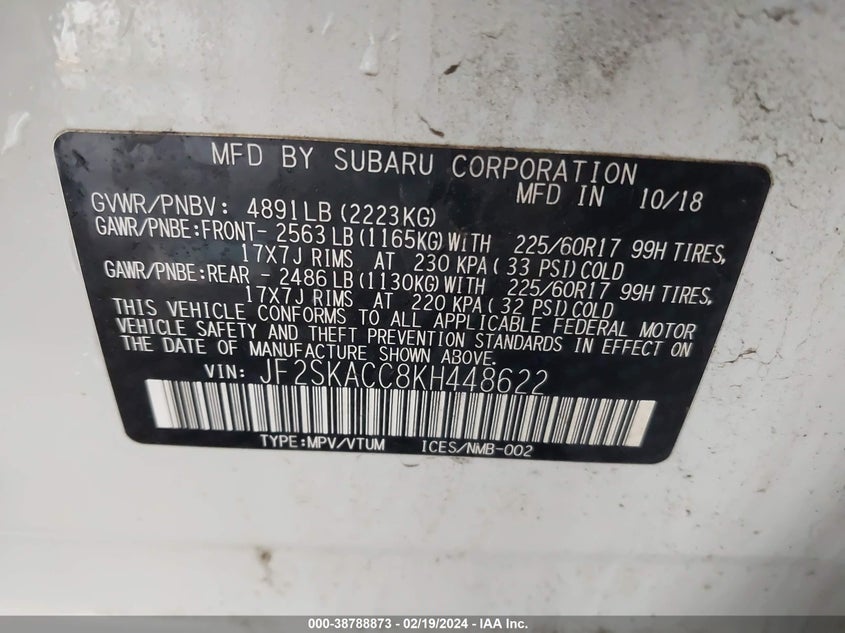 MFD BY SUBARU CORPORATION
MFD IN 10/18
GVWR/PNBV: 4891LB (2223KG)
GAWR/PNBE:FRONT- 2563 LB (1165KG)WITH 225/60R17 99H TIRES,
17X7J RIMS AT 230 KPA( 33 PSI)COLD
GAWR/PNBE:REAR - 2486 LB (1130KG)WITH 225/60R17 99H TIRES,
17X7J RIMS AT 220 KPA( 32 PSI)COLD
THIS VEHICLE CONFORMS TO ALL APPLICABLE FEDERAL MOTOR
VEHICLE SAFETY AND THEFT PREVENTION STANDARDS IN EFFECT ON
THE DATE OF MANUFACTURE SHOWN ABOVE.
VIN: JF2SKACC8KH448622
TYPE:MPV/VTUM ICES/NMB-002
000-38788873 - 02/19/2024 - IAA Inc.